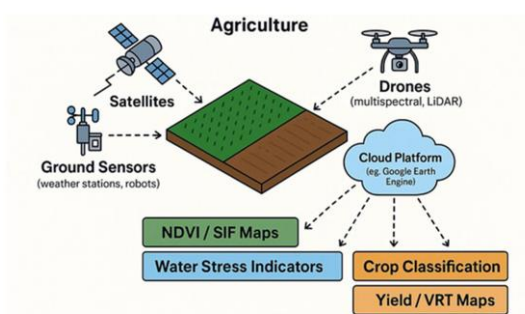 Agriculture
Satellites
Drones
(multispectral, LiDAR)
Ground Sensors
(weather stations, robots)
Cloud Platform
(eg. Google Earth
Engine)
NDVI / SIF Maps
Water Stress Indicators
Crop Classification
Yield / VRT Maps